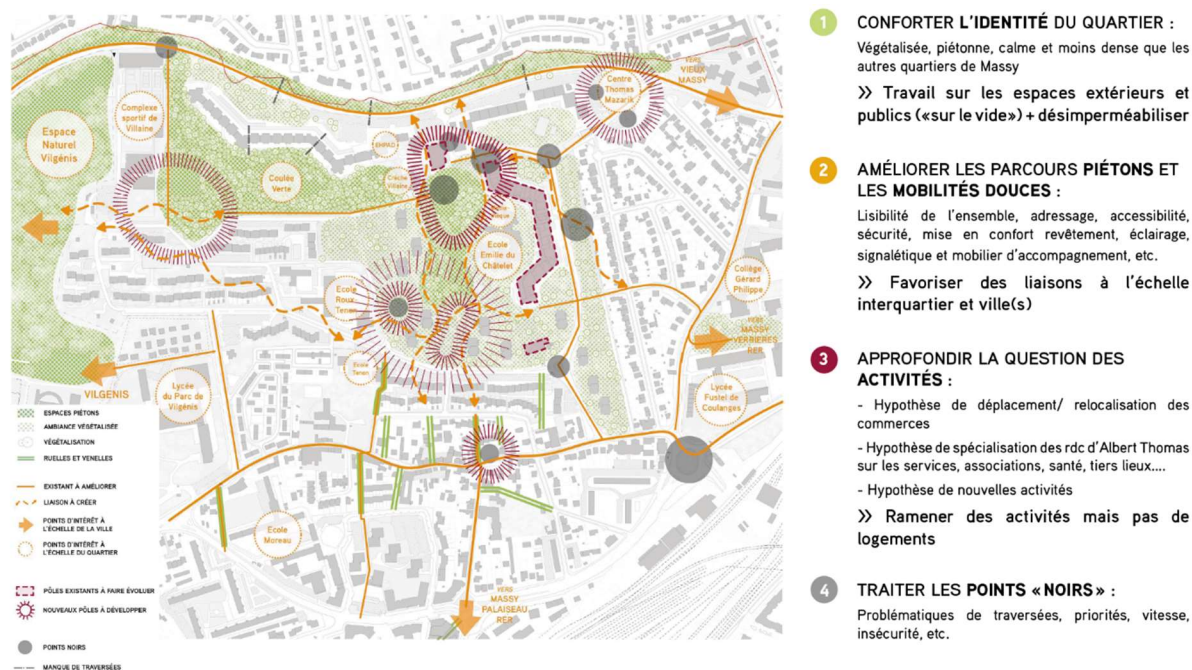 VERS
VIEUX
MASSY
Centre
Thomas
Mazarik
Complexe
sportif de
Villaine
Espace
Naturel
Vilgénis
EHPAD
Coulée
Verte
Crèche
Villaine
Ecole
Emilie du
Châtelet
Collège
Gérard
Philippe
Ecole
Roux-
Tenon
VERS
MASSY
VERRIERES
RER
Ecole
Tenon
VILGENIS
Lycée
du Parc de
Vilgénis
Lycée
Fustel de
Coulanges
Ecole
Moreau
VERS
MASSY
PALAISEAU
RER
ESPACES PIÉTONS
AMBIANCE VÉGÉTALISÉE
VÉGÉTALISATION
RUELLES ET VENELLES
EXISTANT À AMÉLIORER
LIAISON À CRÉER
POINTS D'INTÉRÊT À
L'ÉCHELLE DE LA VILLE
POINTS D'INTÉRÊT À
L'ÉCHELLE DU QUARTIER
PÔLES EXISTANTS À FAIRE ÉVOLUER
NOUVEAUX PÔLES À DÉVELOPPER
POINTS NOIRS
MANQUE DE TRAVERSÉES
1 CONFORTER L'IDENTITÉ DU QUARTIER :
Végétalisée, piétonne, calme et moins dense que les
autres quartiers de Massy
» Travail sur les espaces extérieurs et
publics («sur le vide») + désimperméabiliser
2 AMÉLIORER LES PARCOURS PIÉTONS ET
LES MOBILITÉS DOUCES :
Lisibilité de l'ensemble, adressage, accessibilité,
sécurité, mise en confort revêtement, éclairage,
signalétique et mobilier d'accompagnement, etc.
» Favoriser des liaisons à l'échelle
interquartier et ville(s)
3 APPROFONDIR LA QUESTION DES
ACTIVITÉS :
- Hypothèse de déplacement/ relocalisation des
commerces
- Hypothèse de spécialisation des rdc d'Albert Thomas
sur les services, associations, santé, tiers lieux....
- Hypothèse de nouvelles activités
» Ramener des activités mais pas de
logements
4 TRAITER LES POINTS « NOIRS » :
Problématiques de traversées, priorités, vitesse,
insécurité, etc.